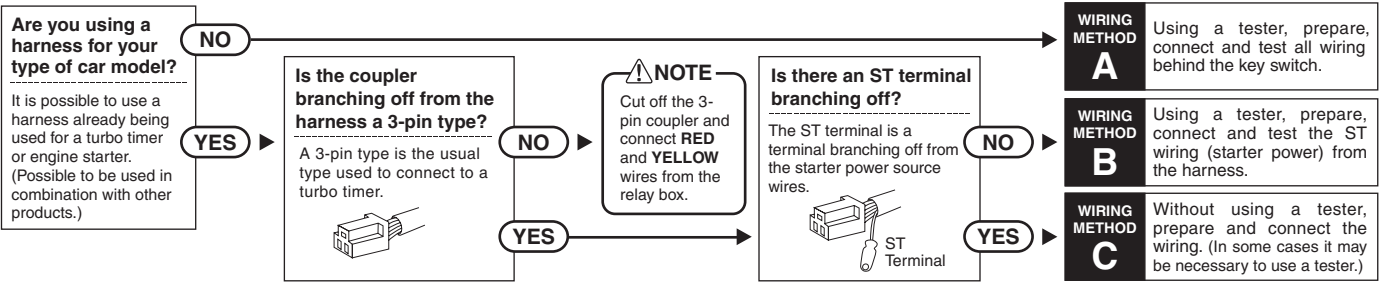 Are you using a
harness for your
type of car model?
It is possible to use a
harness already being
used for a turbo timer
or engine starter.
(Possible to be used in
combination with other
products.)
NO
YES
Is the coupler
branching off from the
harness a 3-pin type?
A 3-pin type is the usual
type used to connect to a
turbo timer.
NO
YES
NOTE
Cut off the 3-
pin coupler and
connect RED
and YELLOW
wires from the
relay box.
Is there an ST terminal
branching off?
The ST terminal is a
terminal branching off from
the starter power source
wires.
ST
Terminal
NO
YES
WIRING
METHOD
A
Using a tester, prepare,
connect and test all wiring
behind the key switch.
WIRING
METHOD
B
Using a tester, prepare,
connect and test the ST
wiring (starter power) from
the harness.
WIRING
METHOD
C
Without using a tester,
prepare and connect the
wiring. (In some cases it may
be necessary to use a tester.)